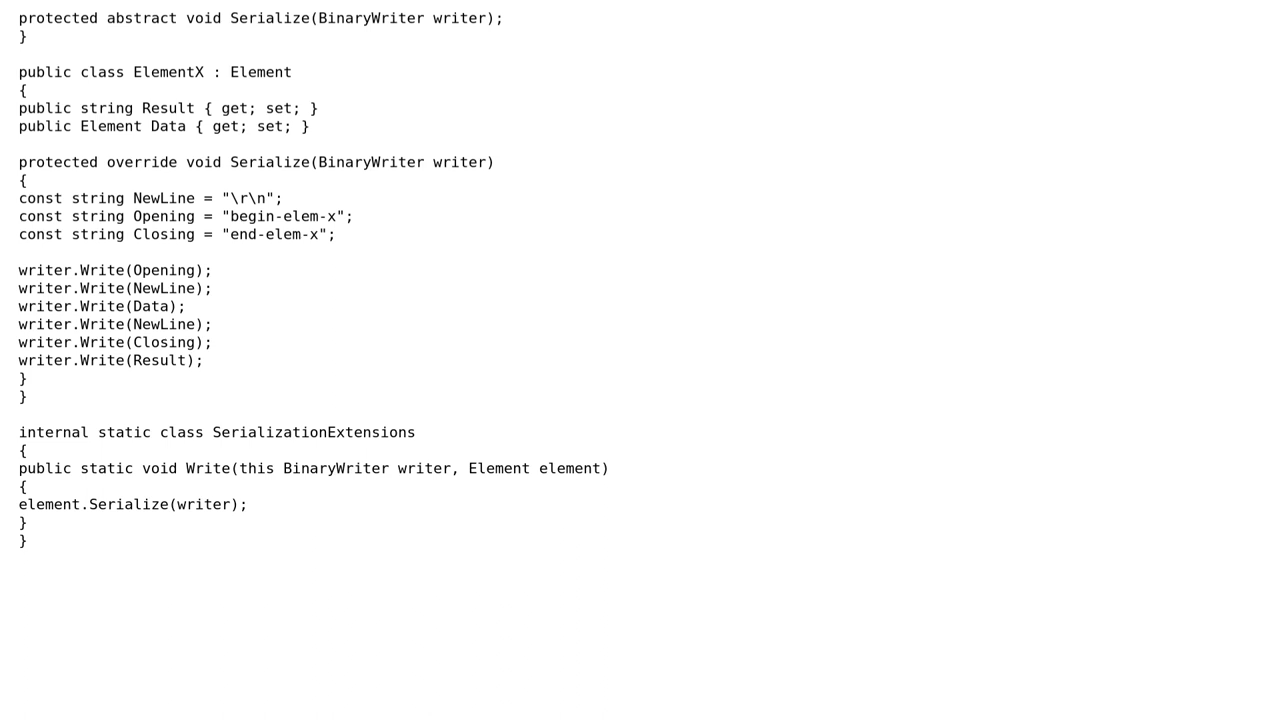 protected abstract void Serialize(BinaryWriter writer);
}

public class ElementX : Element
{
public string Result { get; set; }
public Element Data { get; set; }

protected override void Serialize(BinaryWriter writer)
{
const string NewLine = "\r\n";
const string Opening = "begin-elem-x";
const string Closing = "end-elem-x";

writer.Write(Opening);
writer.Write(NewLine);
writer.Write(Data);
writer.Write(NewLine);
writer.Write(Closing);
writer.Write(Result);
}
}

internal static class SerializationExtensions
{
public static void Write(this BinaryWriter writer, Element element)
{
element.Serialize(writer);
}
}